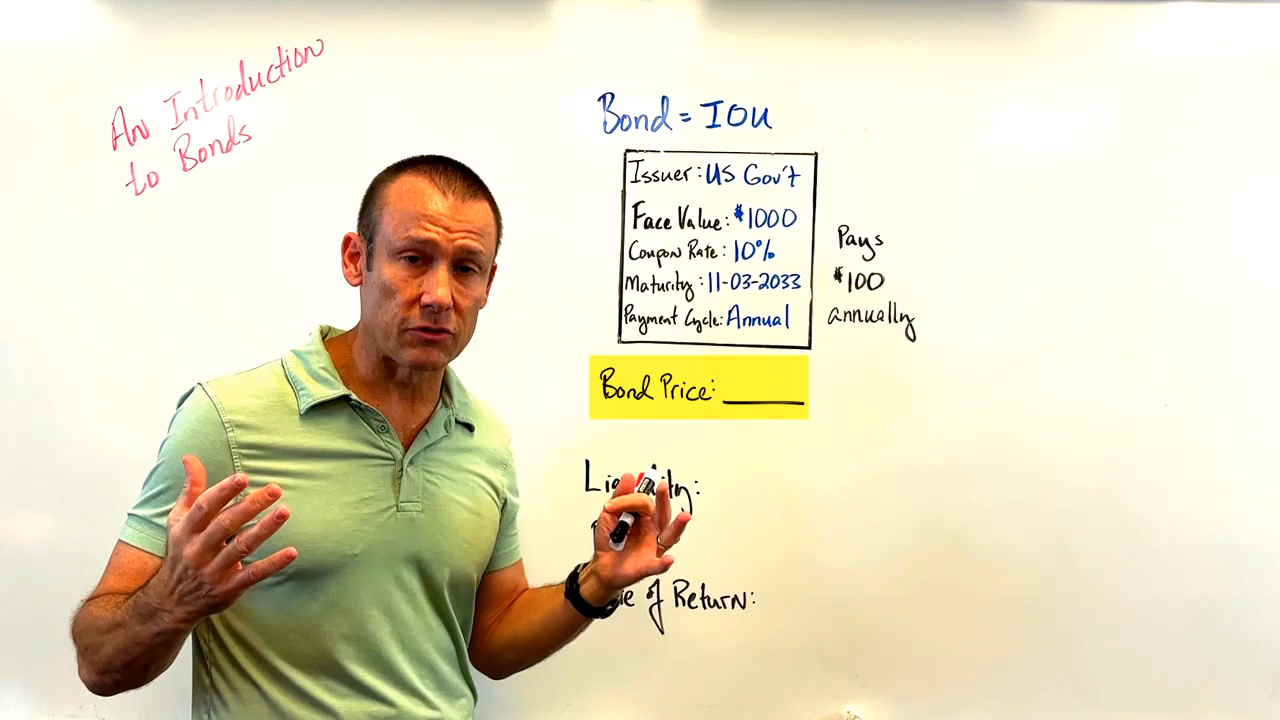 An Introduction
to Bonds
Bond = IOU
Issuer: US Gov't
Face Value: $1000
Coupon Rate: 10%
Maturity: 11-03-2033
Payment Cycle: Annual
Pays
$100
annually
Bond Price: ____
of Return: